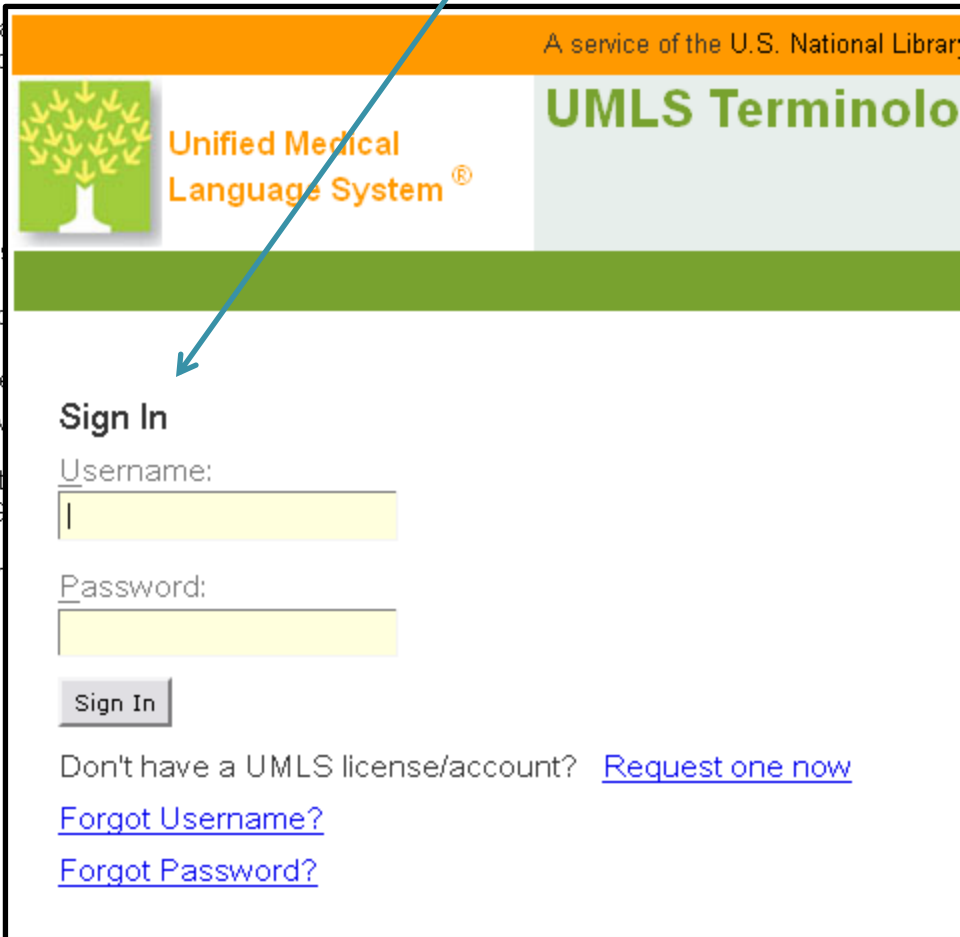 A service of the U.S. National Library
UMLS Terminolo
Unified Medical
Language System ®
Sign In
Username:
Password:
Sign In
Don't have a UMLS license/account? Request one now
Forgot Username?
Forgot Password?